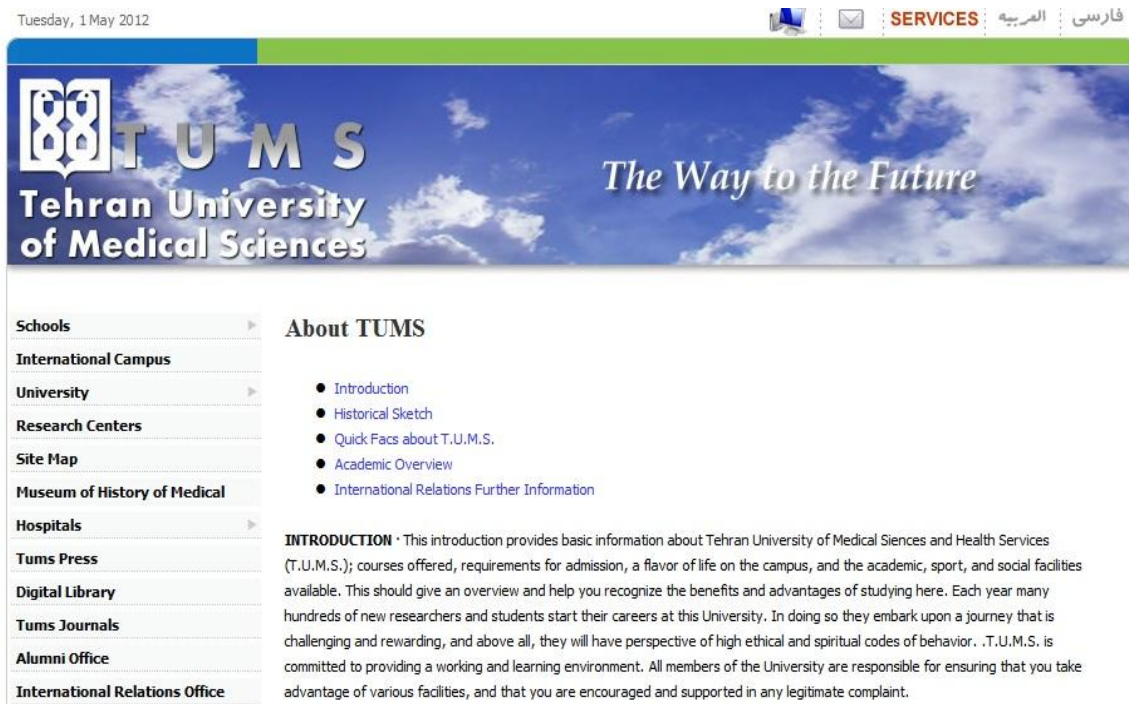 Tuesday, 1 May 2012
SERVICES
العربيه
فارسی
T U M S
Tehran University
of Medical Sciences
The Way to the Future
Schools
International Campus
University
Research Centers
Site Map
Museum of History of Medical
Hospitals
Tums Press
Digital Library
Tums Journals
Alumni Office
International Relations Office
About TUMS
Introduction
Historical Sketch
Quick Facs about T.U.M.S.
Academic Overview
International Relations Further Information
INTRODUCTION · This introduction provides basic information about Tehran University of Medical Siences and Health Services
(T.U.M.S.); courses offered, requirements for admission, a flavor of life on the campus, and the academic, sport, and social facilities
available. This should give an overview and help you recognize the benefits and advantages of studying here. Each year many
hundreds of new researchers and students start their careers at this University. In doing so they embark upon a journey that is
challenging and rewarding, and above all, they will have perspective of high ethical and spiritual codes of behavior. .T.U.M.S. is
committed to providing a working and learning environment. All members of the University are responsible for ensuring that you take
advantage of various facilities, and that you are encouraged and supported in any legitimate complaint.